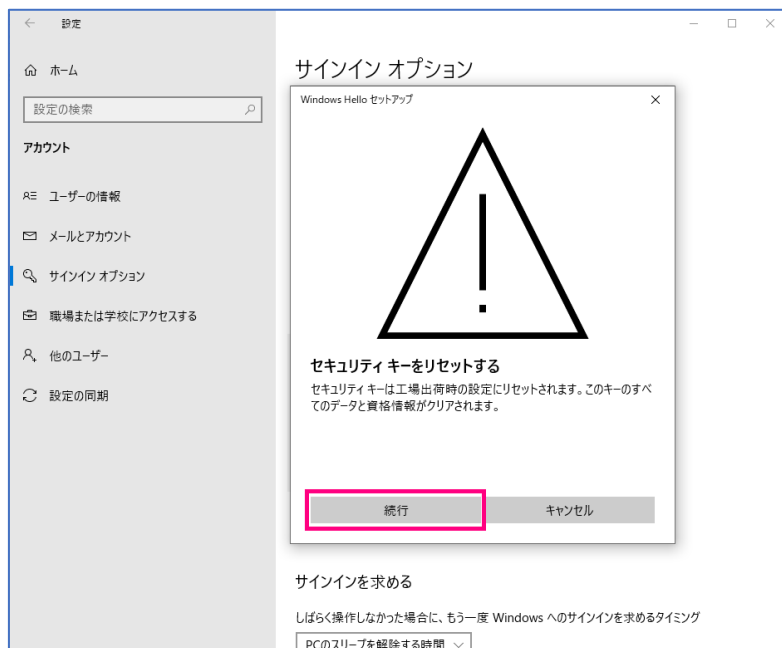 設定
ホーム
設定の検索
アカウント
ユーザーの情報
メールとアカウント
サインイン オプション
職場または学校にアクセスする
他のユーザー
設定の同期
サインイン オプション
Windows Hello セットアップ
セキュリティ キーをリセットする
セキュリティ キーは工場出荷時の設定にリセットされます。このキーのすべ
てのデータと資格情報がクリアされます。
続行
キャンセル
サインインを求める
しばらく操作しなかった場合に、もう一度 Windows へのサインインを求めるタイミング
PCのスリープを解除する時間